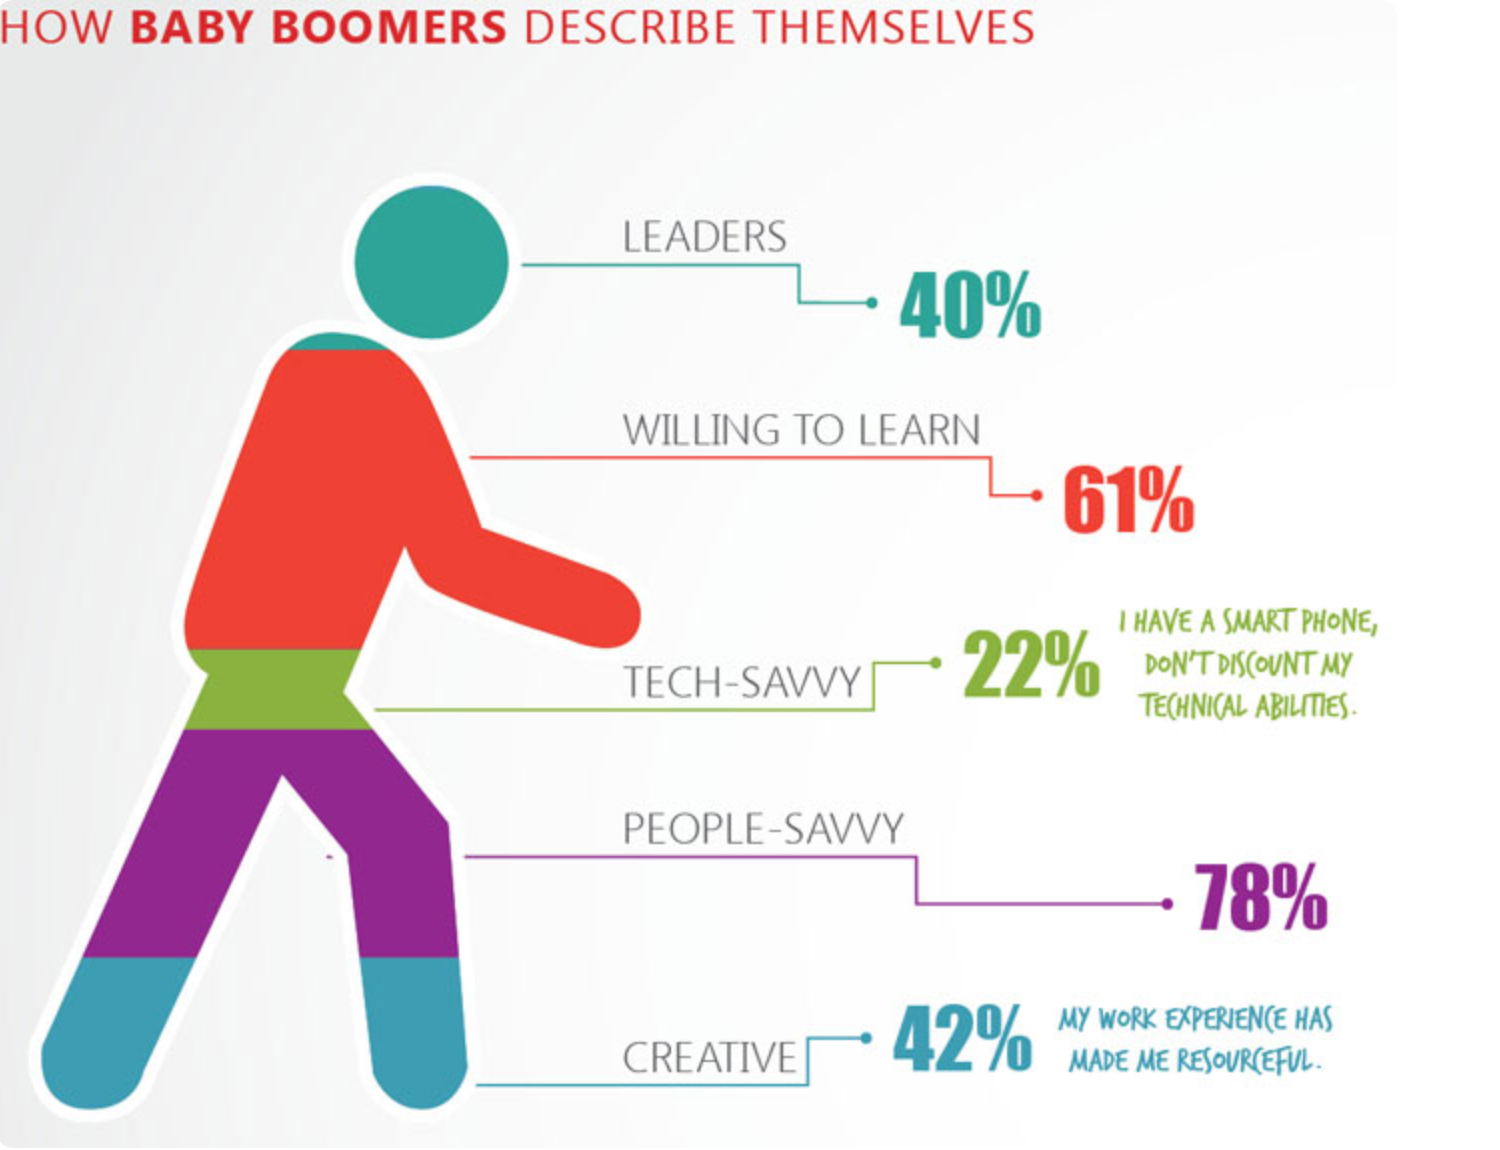 HOW BABY BOOMERS DESCRIBE THEMSELVES
LEADERS
40%
WILLING TO LEARN
61%
TECH-SAVVY
22%
I HAVE A SMART PHONE,
DON'T DISCOUNT MY
TECHNICAL ABILITIES.
PEOPLE-SAVVY
78%
CREATIVE
42%
MY WORK EXPERIENCE HAS
MADE ME RESOURCEFUL.